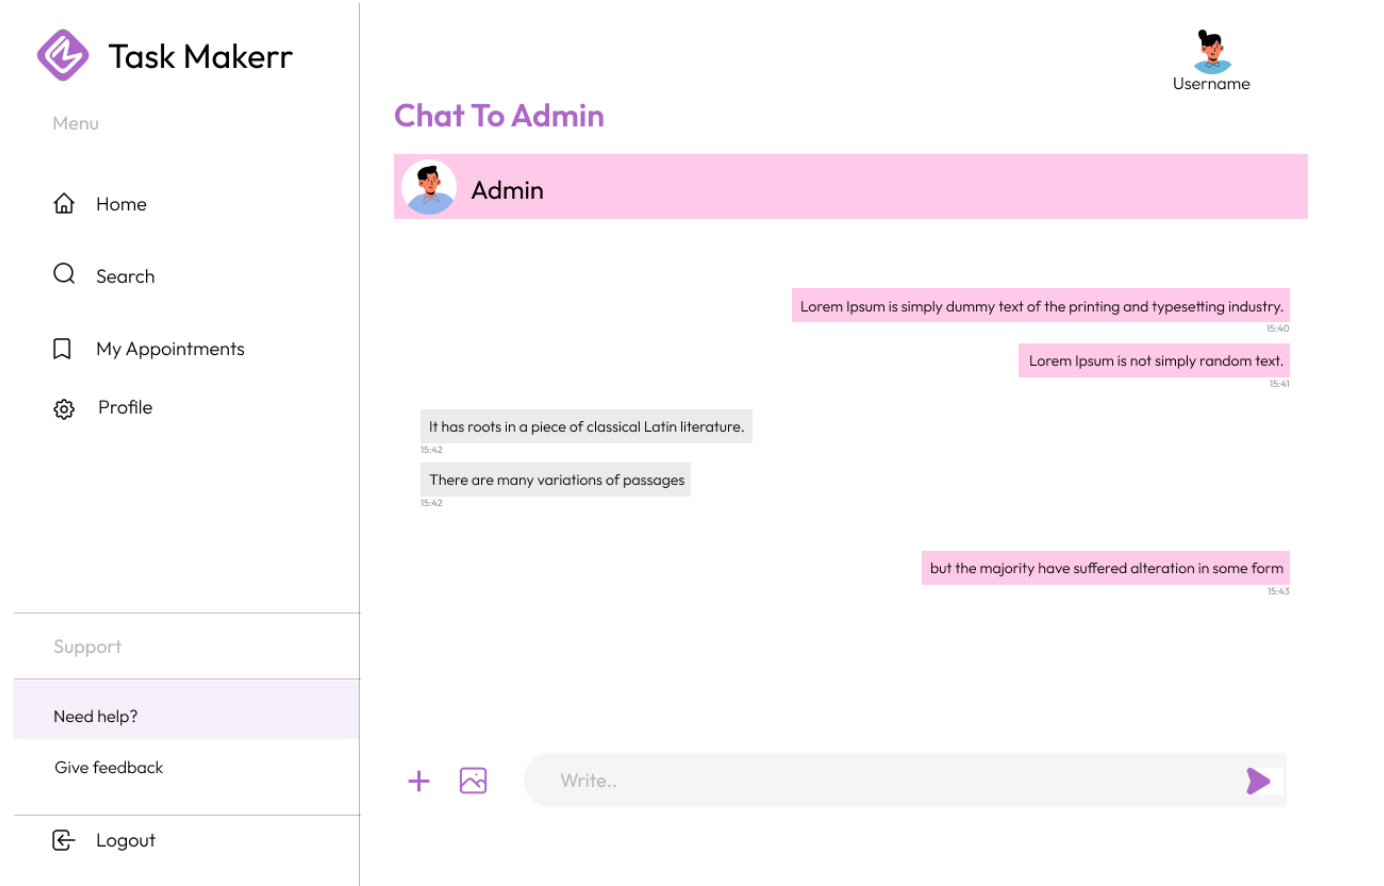 Task Makerr
Menu
Home
Search
My Appointments
Profile
Support
Need help?
Give feedback
Logout
Username
Chat To Admin
Admin
Lorem Ipsum is simply dummy text of the printing and typesetting industry.
15:40
Lorem Ipsum is not simply random text.
15:41
It has roots in a piece of classical Latin literature.
15:42
There are many variations of passages
15:42
but the majority have suffered alteration in some form
15:43
Write..